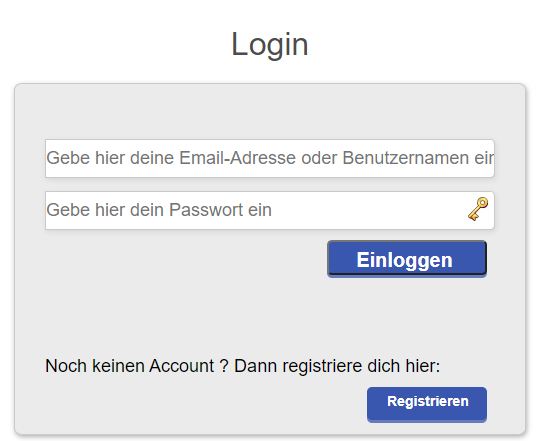 Login
Gebe hier deine Email-Adresse oder Benutzernamen ein
Gebe hier dein Passwort ein
Einloggen
Noch keinen Account ? Dann registriere dich hier:
Registrieren